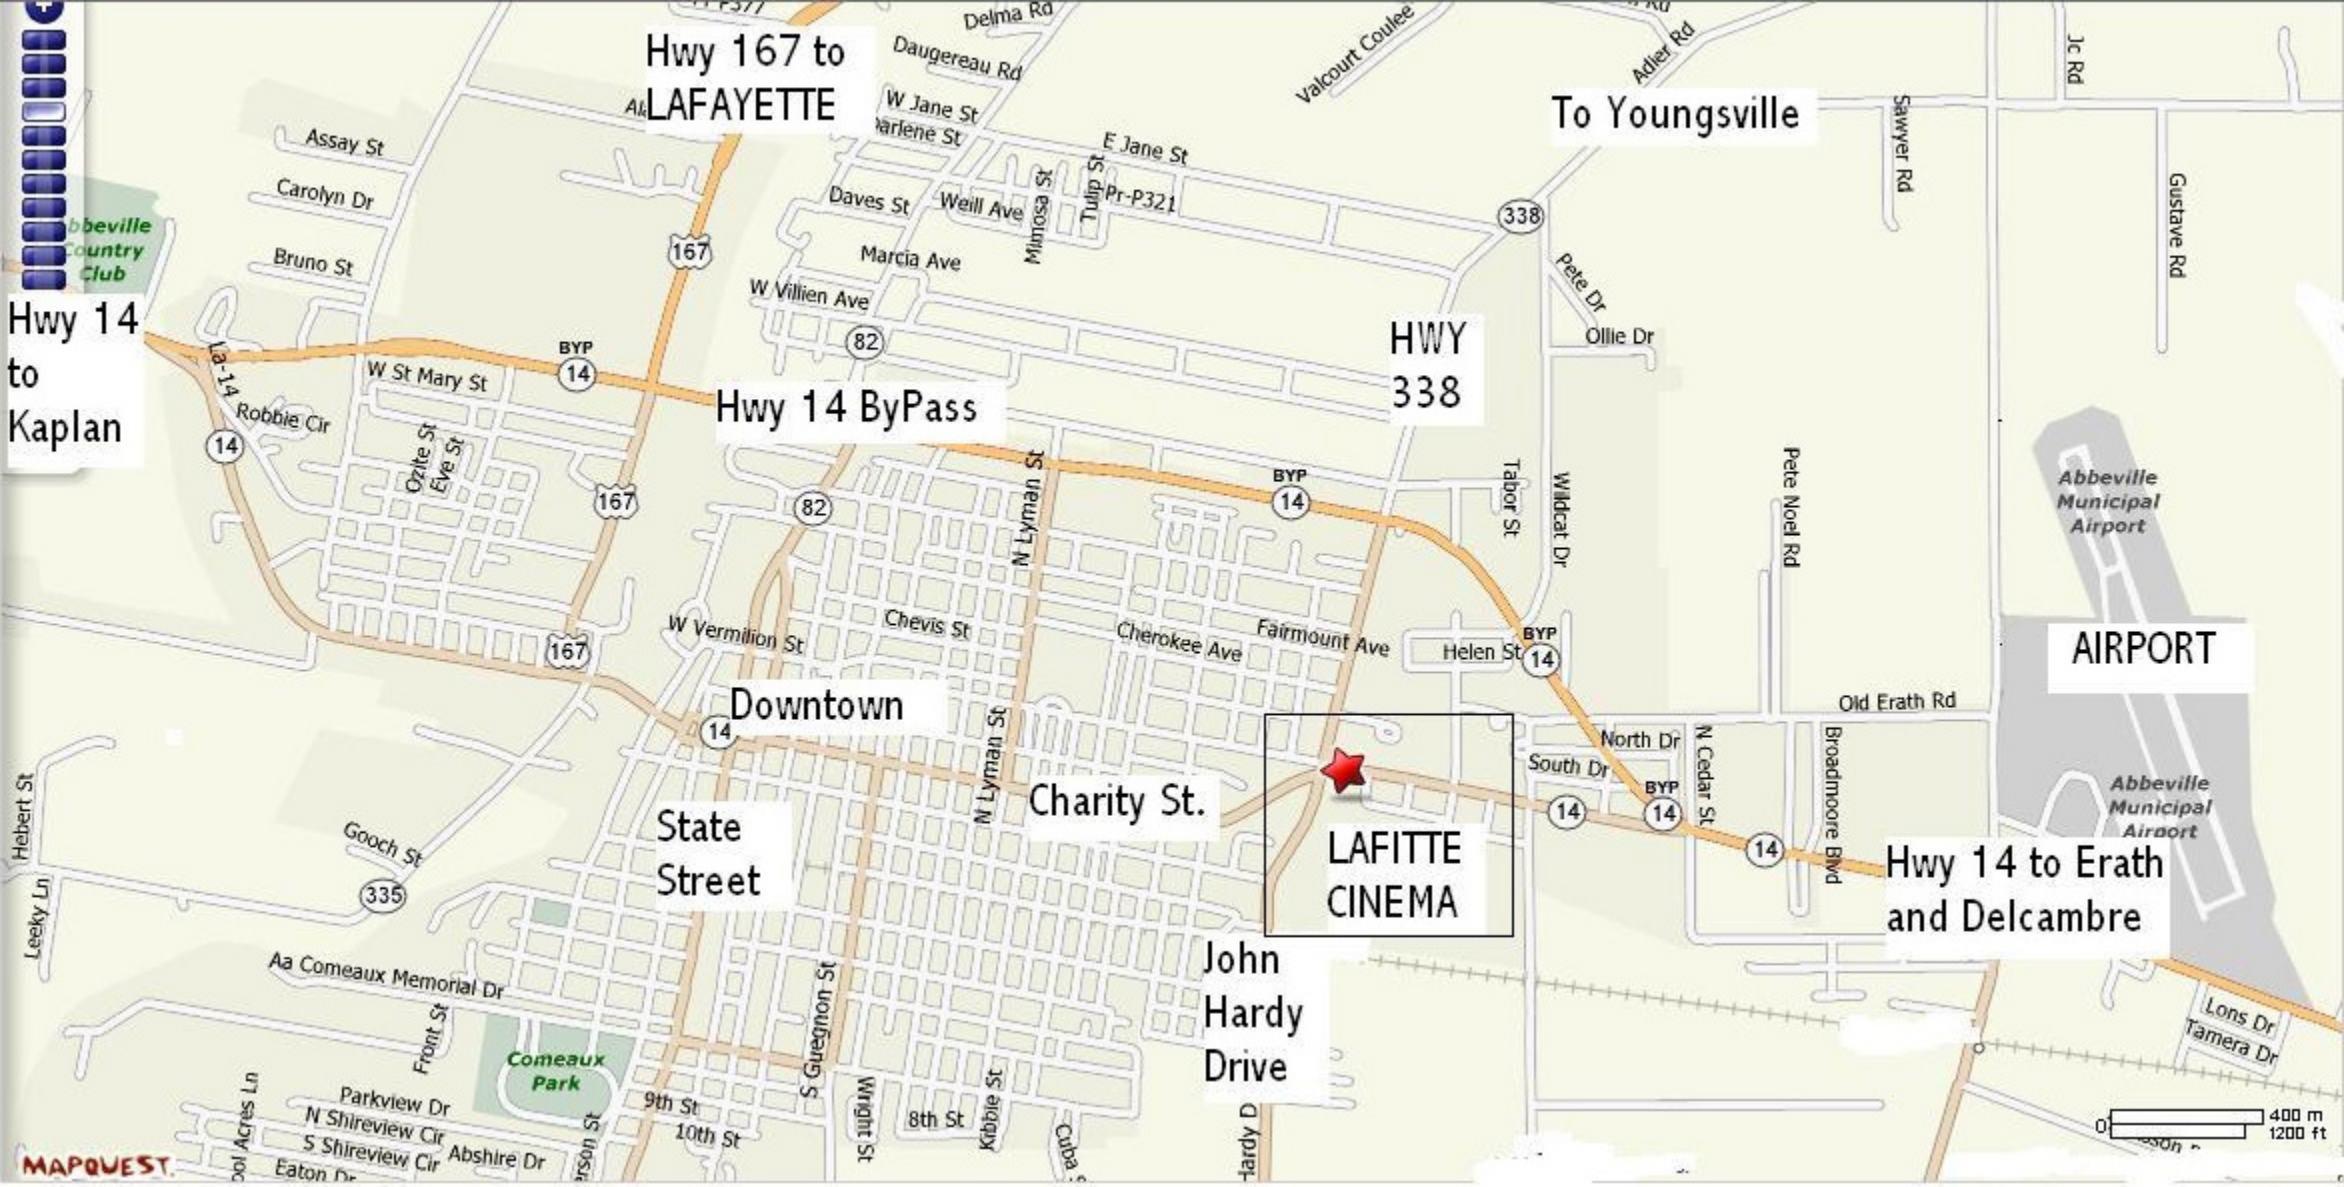 Delma Rd
Hwy 167 to
LAFAYETTE
Daugereau Rd
Valcourt Coulee
Adler Rd
Jc Rd
W Jane St
To Youngsville
Sawyer Rd
Assay St
E Jane St
Carolyn Dr
Daves St
Weill Ave
Mimosa St
Tulip St
Pr-P321
338
Gustave Rd
167
Country
Club
Bruno St
Marcia Ave
Pete Dr
W Villien Ave
Ollie Dr
Hwy 14
to
Kaplan
82
HWY
338
La-14
BYP
14
W St Mary St
Hwy 14 ByPass
Robbie Cir
14
Ozite St
Eve St
167
82
N Lyman St
BYP
14
Tabor St
Wildcat Dr
Pete Noel Rd
Abbeville
Municipal
Airport
W Vermilion St
Chevis St
Cherokee Ave
Fairmount Ave
Helen St
BYP
14
167
AIRPORT
Old Erath Rd
Downtown
14
N Lyman St
North Dr
South Dr
N Cedar St
Broadmoore Blvd
Hebert St
Charity St.
14
BYP
14
14
Abbeville
Municipal
Airport
State
Street
LAFITTE
CINEMA
Gooch St
335
Leeky Ln
Hwy 14 to Erath
and Delcambre
John
Hardy
Drive
Aa Comeaux Memorial Dr
Front St
S Guegnon St
Lons Dr
Tamera Dr
Comeaux
Park
Parkview Dr
N Shireview Cir
S Shireview Cir
Abshire Dr
Eaton Dr
9th St
10th St
Wright St
8th St
Kibbie St
0
400 m
1200 ft
MAPQUEST